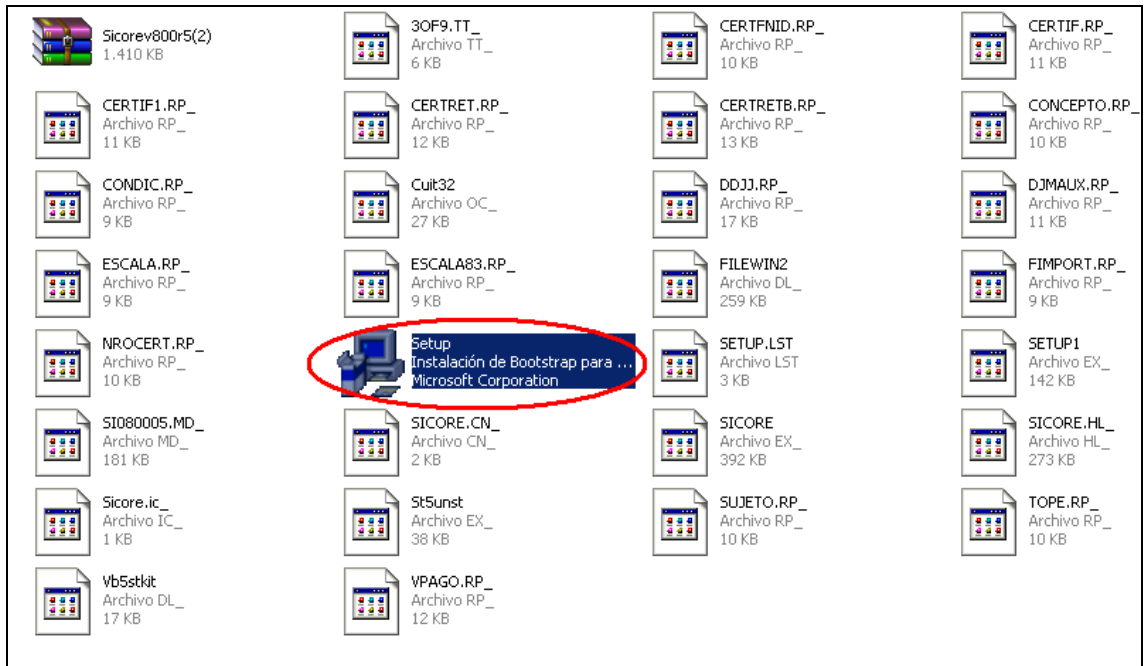 Sicorev800r5(2)
1.410 KB
3OF9.TT_
Archivo TT_
6 KB
CERTFNID.RP_
Archivo RP_
10 KB
CERTIF.RP_
Archivo RP_
11 KB
CERTIF1.RP_
Archivo RP_
11 KB
CERTRET.RP_
Archivo RP_
12 KB
CERTRETB.RP_
Archivo RP_
13 KB
CONCEPTO.RP_
Archivo RP_
10 KB
CONDIC.RP_
Archivo RP_
9 KB
Cuit32
Archivo OC_
27 KB
DDJJ.RP_
Archivo RP_
17 KB
DJMAUX.RP_
Archivo RP_
11 KB
ESCALA.RP_
Archivo RP_
9 KB
ESCALA83.RP_
Archivo RP_
9 KB
FILEWIN2
Archivo DL_
259 KB
FIMPORT.RP_
Archivo RP_
9 KB
NROCERT.RP_
Archivo RP_
10 KB
Setup
Instalación de Bootstrap para ...
Microsoft Corporation
SETUP.LST
Archivo LST
3 KB
SETUP1
Archivo EX_
142 KB
SI080005.MD_
Archivo MD_
181 KB
SICORE.CN_
Archivo CN_
2 KB
SICORE
Archivo EX_
392 KB
SICORE.HL_
Archivo HL_
273 KB
Sicore.ic_
Archivo IC_
1 KB
St5unst
Archivo EX_
38 KB
SUJETO.RP_
Archivo RP_
10 KB
TOPE.RP_
Archivo RP_
10 KB
Vb5stkit
Archivo DL_
17 KB
VPAGO.RP_
Archivo RP_
12 KB